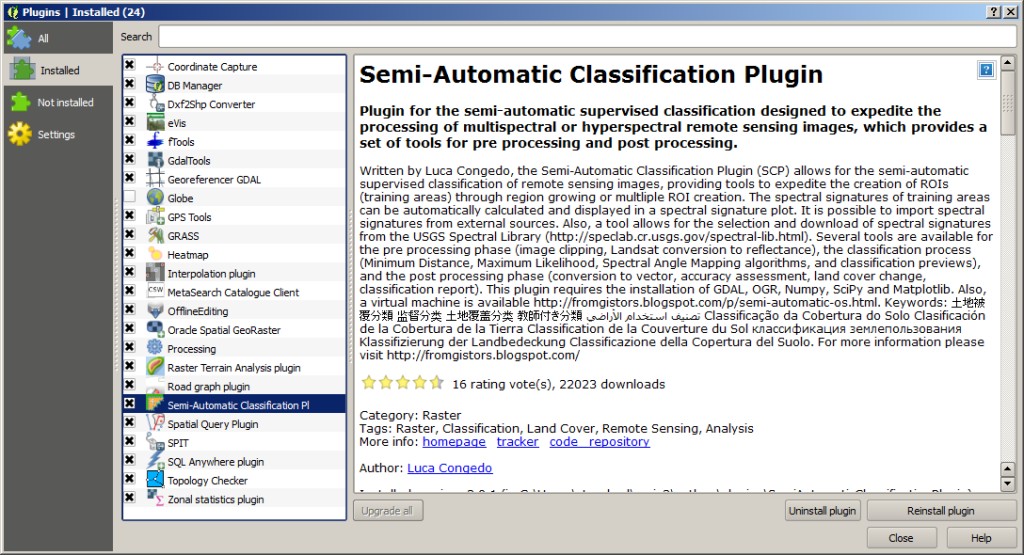 Plugins | Installed (24)
All
Installed
Not installed
Settings
Search
Coordinate Capture
DB Manager
Dxf2Shp Converter
eVis
fTools
GdalTools
Georeferencer GDAL
Globe
GPS Tools
GRASS
Heatmap
Interpolation plugin
MetaSearch Catalogue Client
OfflineEditing
Oracle Spatial GeoRaster
Processing
Raster Terrain Analysis plugin
Road graph plugin
Semi-Automatic Classification Pl
Spatial Query Plugin
SPIT
SQL Anywhere plugin
Topology Checker
Zonal statistics plugin
Semi-Automatic Classification Plugin
Plugin for the semi-automatic supervised classification designed to expedite the
processing of multispectral or hyperspectral remote sensing images, which provides a
set of tools for pre processing and post processing.
Written by Luca Congedo, the Semi-Automatic Classification Plugin (SCP) allows for the semi-automatic
supervised classification of remote sensing images, providing tools to expedite the creation of ROIs
(training areas) through region growing or multiple ROI creation. The spectral signatures of training areas
can be automatically calculated and displayed in a spectral signature plot. It is possible to import spectral
signatures from external sources. Also, a tool allows for the selection and download of spectral signatures
from the USGS Spectral Library (http://speclab.cr.usgs.gov/spectral-lib.html). Several tools are available for
the pre processing phase (image clipping, Landsat conversion to reflectance), the classification process
(Minimum Distance, Maximum Likelihood, Spectral Angle Mapping algorithms, and classification previews),
and the post processing phase (conversion to vector, accuracy assessment, land cover change,
classification report). This plugin requires the installation of GDAL, OGR, Numpy, SciPy and Matplotlib. Also,
a virtual machine is available http://fromgistors.blogspot.com/p/semi-automatic-os.html. Keywords: 土地被
覆分類 监督分类 土地覆盖分类 教師付き分類 تصنيف استخدام الأراضي Classificação da Cobertura do Solo Clasificación
de la Cobertura de la Tierra Classification de la Couverture du Sol классификация землепользования
Klassifizierung der Landbedeckung Classificazione della Copertura del Suolo. For more information please
visit http://fromgistors.blogspot.com/
16 rating vote(s), 22023 downloads
Category: Raster
Tags: Raster, Classification, Land Cover, Remote Sensing, Analysis
More info: homepage tracker code_repository
Author: Luca Congedo
Upgrade all
Uninstall plugin
Reinstall plugin
Close
Help